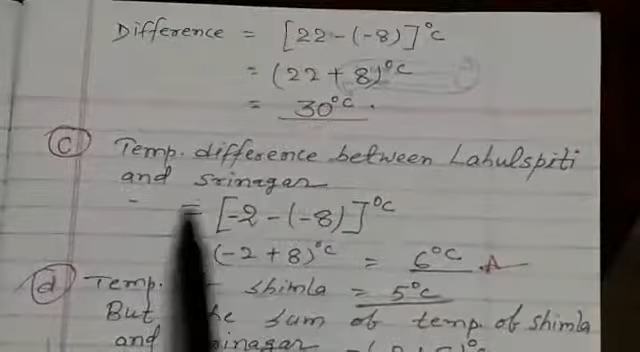 Difference = [22-(-8)]°C
= (22+8)°C
= 30°C.
(c) Temp. difference between Lahulspiti
and srinagar
= [-2-(-8)]°C
(-2+8)°C = 6°C
(d) Temp. shimla = 5°C
But sum of temp. of shimla
and